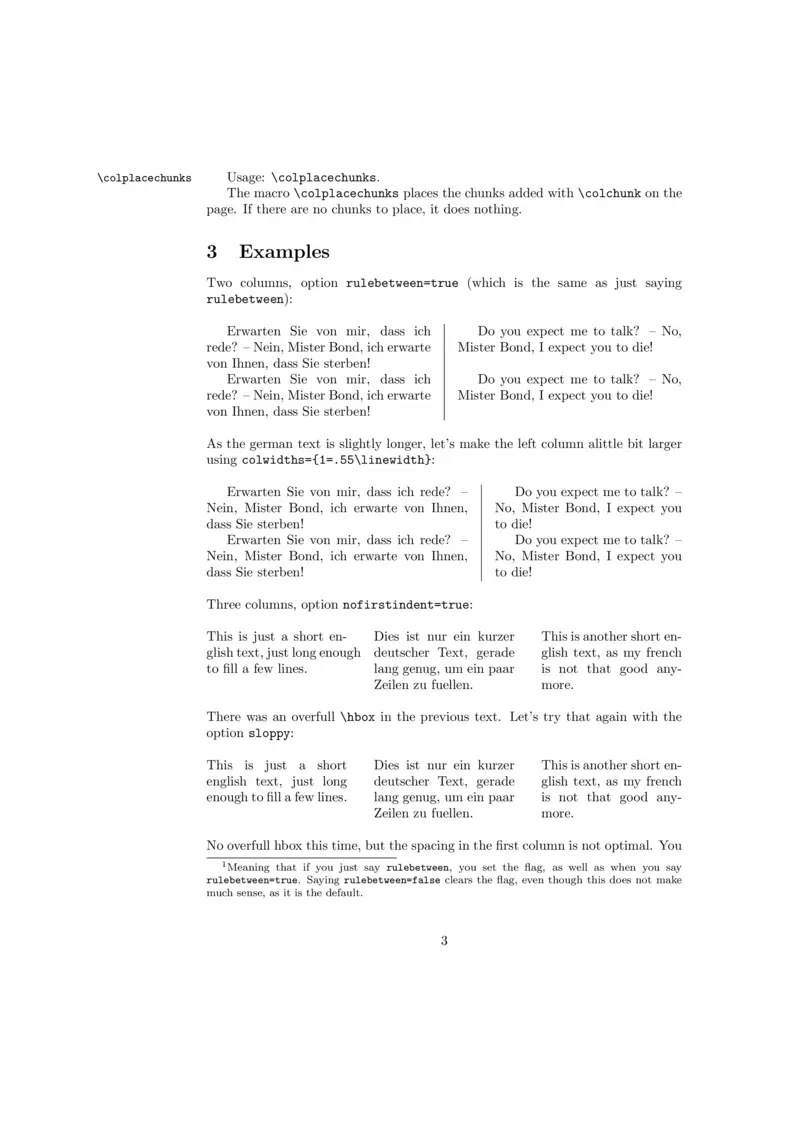 \colplacechunks
Usage: \colplacechunks.
The macro \colplacechunks places the chunks added with \colchunk on the
page. If there are no chunks to place, it does nothing.
3 Examples
Two columns, option rulebetween=true (which is the same as just saying
rulebetween):
Erwarten Sie von mir, dass ich
rede? – Nein, Mister Bond, ich erwarte
von Ihnen, dass Sie sterben!
Erwarten Sie von mir, dass ich
rede? – Nein, Mister Bond, ich erwarte
von Ihnen, dass Sie sterben!
Do you expect me to talk? – No,
Mister Bond, I expect you to die!
Do you expect me to talk? – No,
Mister Bond, I expect you to die!
As the german text is slightly longer, let's make the left column alittle bit larger
using colwidths={1=.55\linewidth}:
Erwarten Sie von mir, dass ich rede? –
Nein, Mister Bond, ich erwarte von Ihnen,
dass Sie sterben!
Erwarten Sie von mir, dass ich rede? –
Nein, Mister Bond, ich erwarte von Ihnen,
dass Sie sterben!
Do you expect me to talk? –
No, Mister Bond, I expect you
to die!
Do you expect me to talk? –
No, Mister Bond, I expect you
to die!
Three columns, option nofirstindent=true:
This is just a short en-
glish text, just long enough
to fill a few lines.
Dies ist nur ein kurzer
deutscher Text, gerade
lang genug, um ein paar
Zeilen zu fuellen.
This is another short en-
glish text, as my french
is not that good any-
more.
There was an overfull \hbox in the previous text. Let's try that again with the
option sloppy:
This is just a short
english text, just long
enough to fill a few lines.
Dies ist nur ein kurzer
deutscher Text, gerade
lang genug, um ein paar
Zeilen zu fuellen.
This is another short en-
glish text, as my french
is not that good any-
more.
No overfull hbox this time, but the spacing in the first column is not optimal. You
1Meaning that if you just say rulebetween, you set the flag, as well as when you say
rulebetween=true. Saying rulebetween=false clears the flag, even though this does not make
much sense, as it is the default.
3